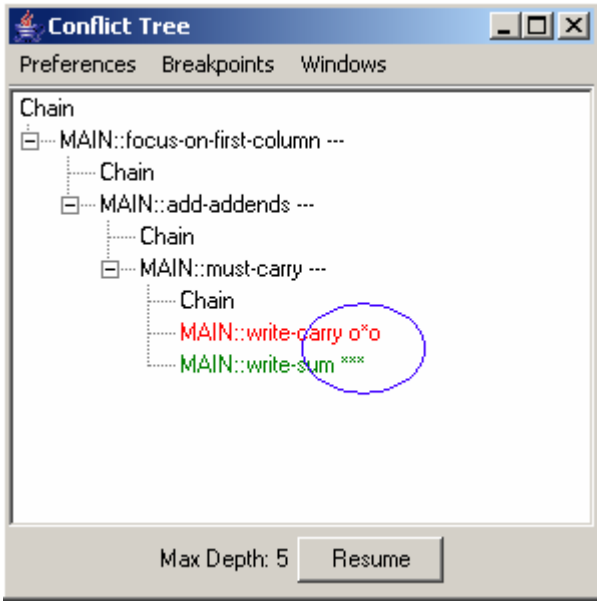 Conflict Tree
Preferences Breakpoints Windows
Chain
MAIN::focus-on-first-column ---
Chain
MAIN::add-addends ---
Chain
MAIN::must-carry ---
Chain
MAIN::write-carry o*o
MAIN::write-sum ***
Max Depth: 5 Resume